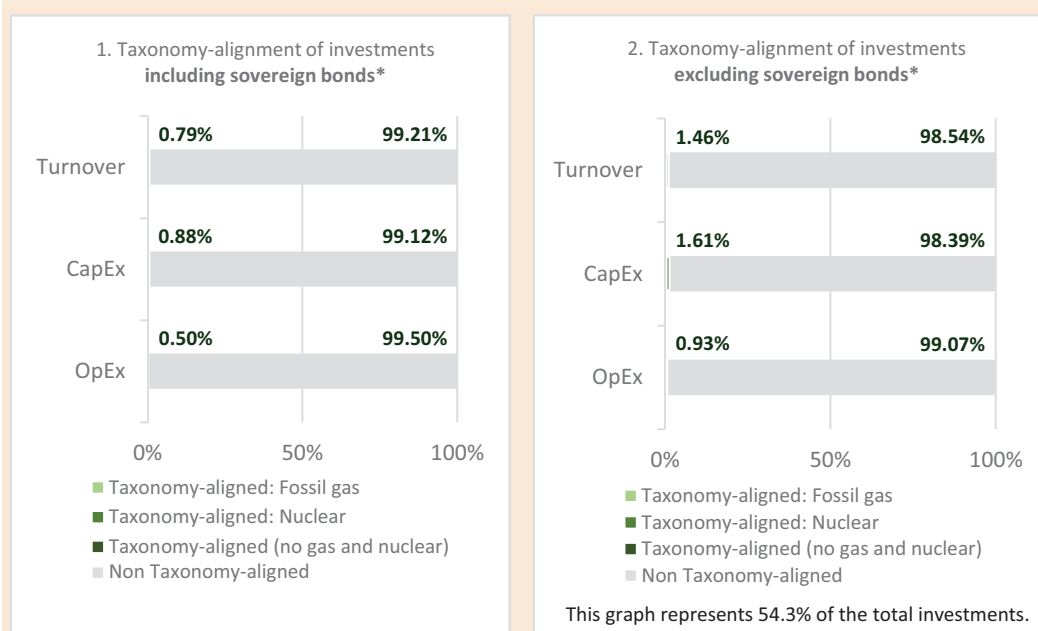 1. Taxonomy-alignment of investments
including sovereign bonds*
0.79% 99.21%
Turnover
0.88% 99.12%
CapEx
0.50% 99.50%
OpEx
0% 50% 100%
Taxonomy-aligned: Fossil gas
Taxonomy-aligned: Nuclear
Taxonomy-aligned (no gas and nuclear)
Non Taxonomy-aligned
2. Taxonomy-alignment of investments
excluding sovereign bonds*
1.46% 98.54%
Turnover
1.61% 98.39%
CapEx
0.93% 99.07%
OpEx
0% 50% 100%
Taxonomy-aligned: Fossil gas
Taxonomy-aligned: Nuclear
Taxonomy-aligned (no gas and nuclear)
Non Taxonomy-aligned
This graph represents 54.3% of the total investments.